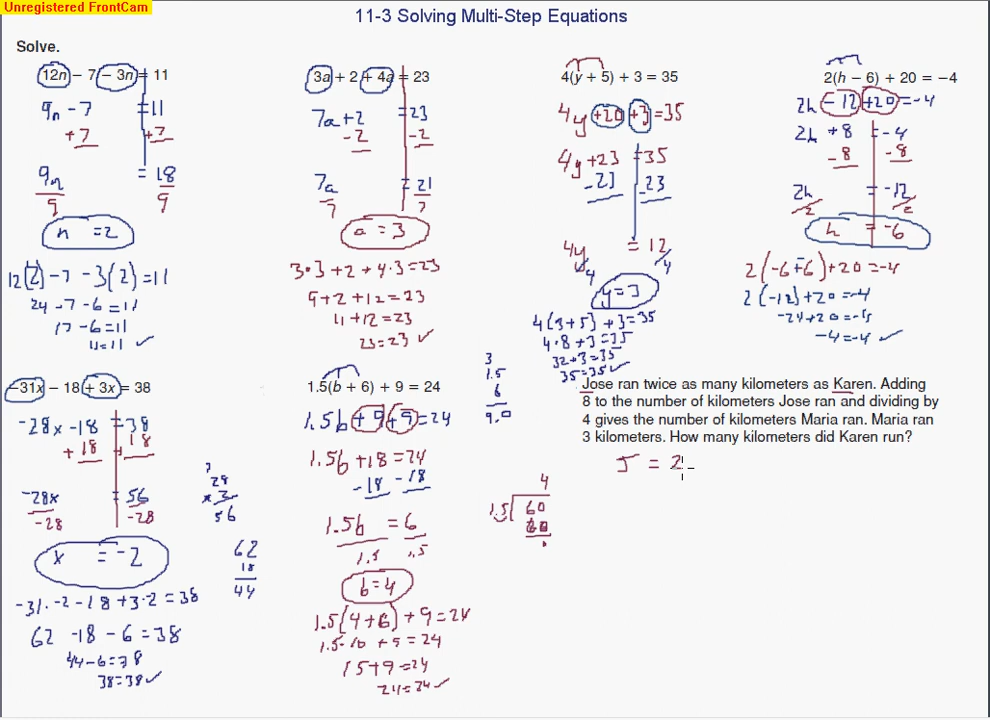 Unregistered FrontCam
11-3 Solving Multi-Step Equations
Solve.
12n − 7 − 3n = 11
9n - 7 = 11
+7 +7
9n = 18
9 9
n = 2
12(2) - 7 - 3(2) = 11
24 - 7 - 6 = 11
17 - 6 = 11
11 = 11 ✓
3a + 2 + 4a = 23
7a + 2 = 23
-2 -2
7a = 21
7 7
a = 3
3·3 + 2 + 4·3 = 23
9 + 2 + 12 = 23
11 + 12 = 23
23 = 23 ✓
4(y + 5) + 3 = 35
4y + 20 + 3 = 35
4y + 23 = 35
-23 -23
4y = 12
4 4
y = 3
4(3+5) + 3 = 35
4·8 + 3 = 35
32 + 3 = 35
35 = 35 ✓
2(h − 6) + 20 = −4
2h - 12 + 20 = -4
2h + 8 = -4
-8 -8
2h = -12
2 2
h = -6
2(-6 - 6) + 20 = -4
2(-12) + 20 = -4
-24 + 20 = -4
-4 = -4 ✓
−31x − 18 + 3x = 38
-28x - 18 = 38
+18 +18
-28x = 56
-28 -28
x = -2
-31·-2 - 18 + 3·-2 = 38
62 - 18 - 6 = 38
44 - 6 = 38
38 = 38 ✓
28
56
62
18
44
1.5(b + 6) + 9 = 24
1.5b + 9 + 9 = 24
1.5b + 18 = 24
-18 -18
1.5b = 6
1.5 1.5
b = 4
1.5(4+6) + 9 = 24
1.5·10 + 9 = 24
15 + 9 = 24
24 = 24 ✓
3
1.5
6
9.0
4
1.5 60
60
Jose ran twice as many kilometers as Karen. Adding
8 to the number of kilometers Jose ran and dividing by
4 gives the number of kilometers Maria ran. Maria ran
3 kilometers. How many kilometers did Karen run?
J = 2